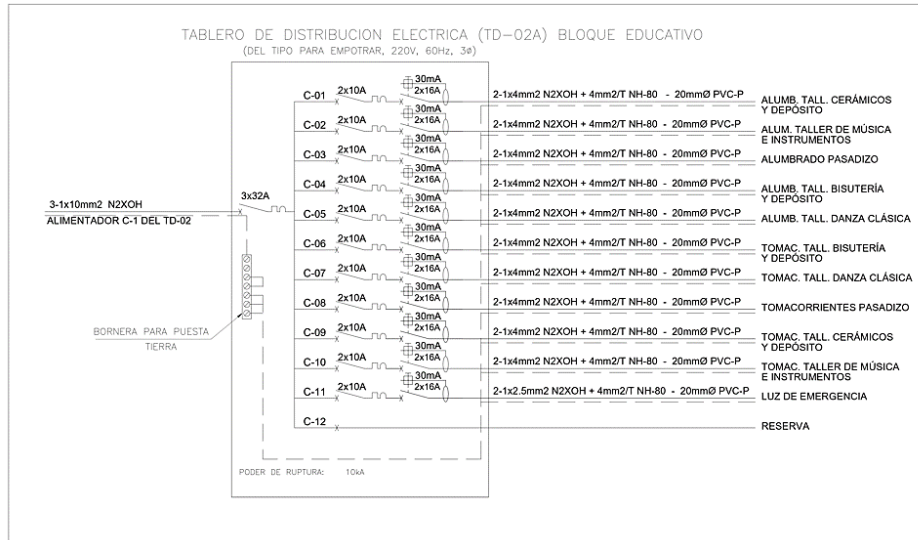 TABLERO DE DISTRIBUCION ELECTRICA (TD-02A) BLOQUE EDUCATIVO
(DEL TIPO PARA EMPOTRAR, 220V, 60Hz, 3ø)
3-1x10mm2 N2XOH
ALIMENTADOR C-1 DEL TD-02
3x32A
BORNERA PARA PUESTA
TIERRA
C-01 2x10A 30mA 2x16A 2-1x4mm2 N2XOH + 4mm2/T NH-80 - 20mmØ PVC-P ALUMB. TALL. CERÁMICOS
Y DEPÓSITO
C-02 2x10A 30mA 2x16A 2-1x4mm2 N2XOH + 4mm2/T NH-80 - 20mmØ PVC-P ALUM. TALLER DE MÚSICA
E INSTRUMENTOS
C-03 2x10A 30mA 2x16A 2-1x4mm2 N2XOH + 4mm2/T NH-80 - 20mmØ PVC-P ALUMBRADO PASADIZO
C-04 2x10A 30mA 2x16A 2-1x4mm2 N2XOH + 4mm2/T NH-80 - 20mmØ PVC-P ALUMB. TALL. BISUTERÍA
Y DEPÓSITO
C-05 2x10A 30mA 2x16A 2-1x4mm2 N2XOH + 4mm2/T NH-80 - 20mmØ PVC-P ALUMB. TALL. DANZA CLÁSICA
C-06 2x10A 30mA 2x16A 2-1x4mm2 N2XOH + 4mm2/T NH-80 - 20mmØ PVC-P TOMAC. TALL. BISUTERÍA
Y DEPÓSITO
C-07 2x10A 30mA 2x16A 2-1x4mm2 N2XOH + 4mm2/T NH-80 - 20mmØ PVC-P TOMAC. TALL. DANZA CLÁSICA
C-08 2x10A 30mA 2x16A 2-1x4mm2 N2XOH + 4mm2/T NH-80 - 20mmØ PVC-P TOMACORRIENTES PASADIZO
C-09 2x10A 30mA 2x16A 2-1x4mm2 N2XOH + 4mm2/T NH-80 - 20mmØ PVC-P TOMAC. TALL. CERÁMICOS
Y DEPÓSITO
C-10 2x10A 30mA 2x16A 2-1x4mm2 N2XOH + 4mm2/T NH-80 - 20mmØ PVC-P TOMAC. TALLER DE MÚSICA
E INSTRUMENTOS
C-11 2x10A 30mA 2x16A 2-1x2.5mm2 N2XOH + 4mm2/T NH-80 - 20mmØ PVC-P LUZ DE EMERGENCIA
C-12 RESERVA
PODER DE RUPTURA: 10kA